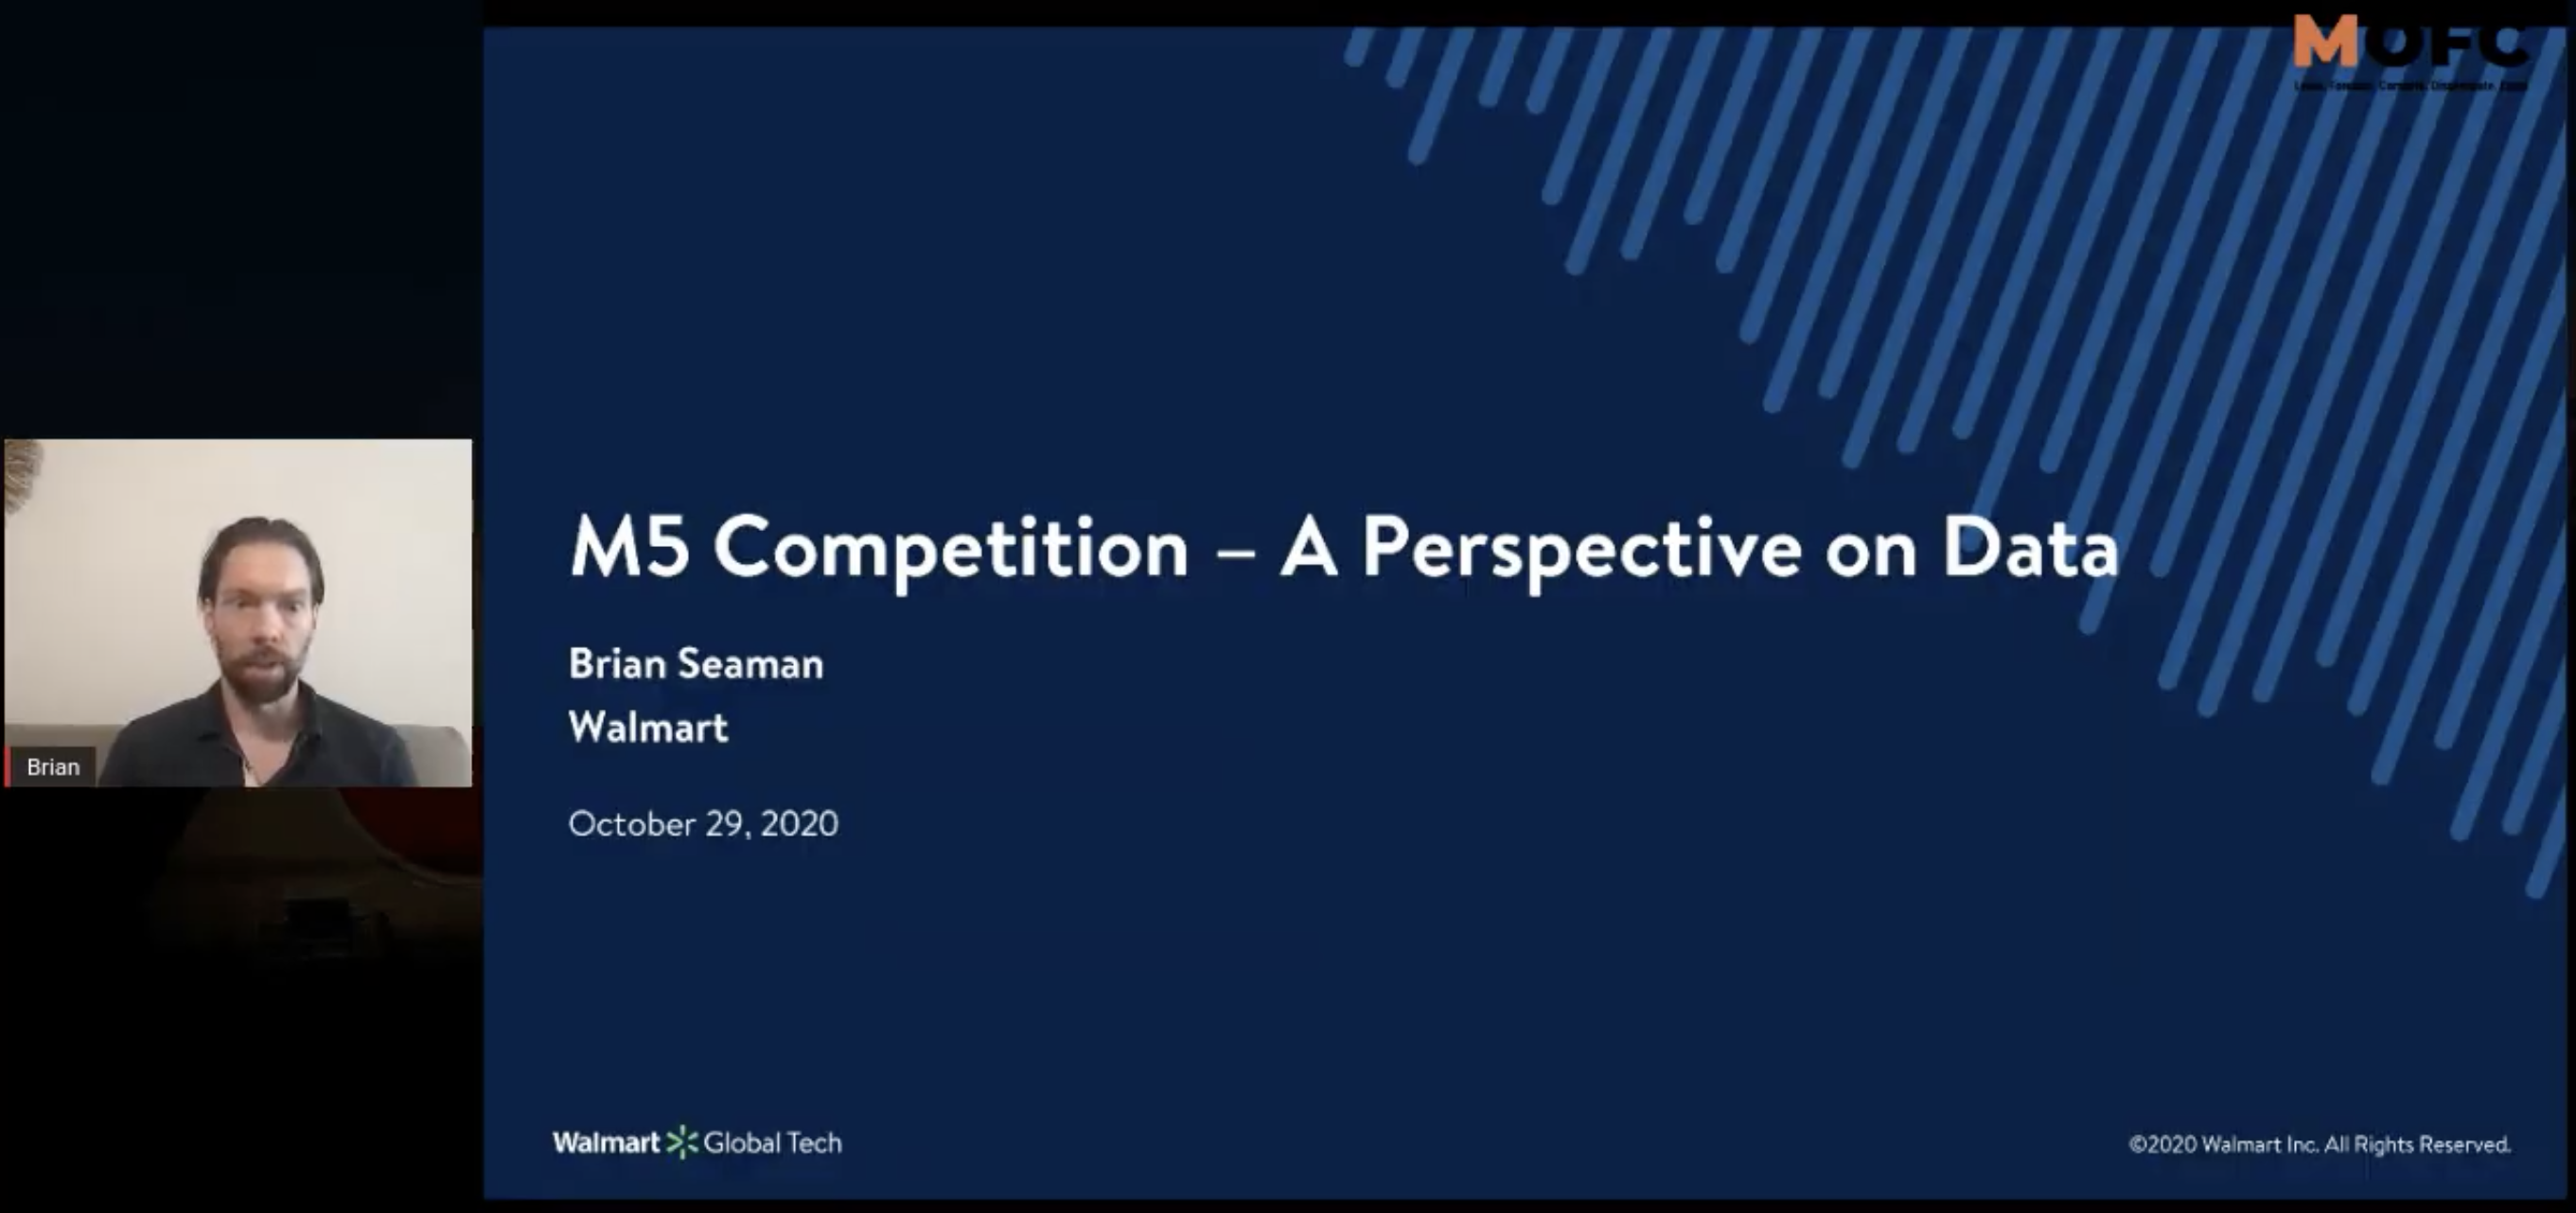 MOFC
M5 Competition – A Perspective on Data
Brian Seaman
Walmart
Brian
October 29, 2020
Walmart Global Tech
©2020 Walmart Inc. All Rights Reserved.